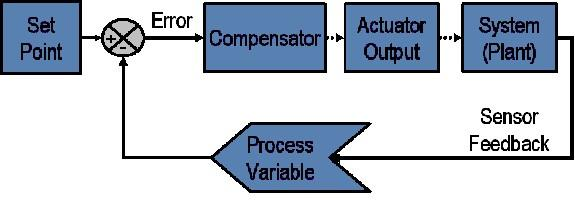 Set
Point
+
-
Error
Compensator
Actuator
Output
System
(Plant)
Sensor
Feedback
Process
Variable